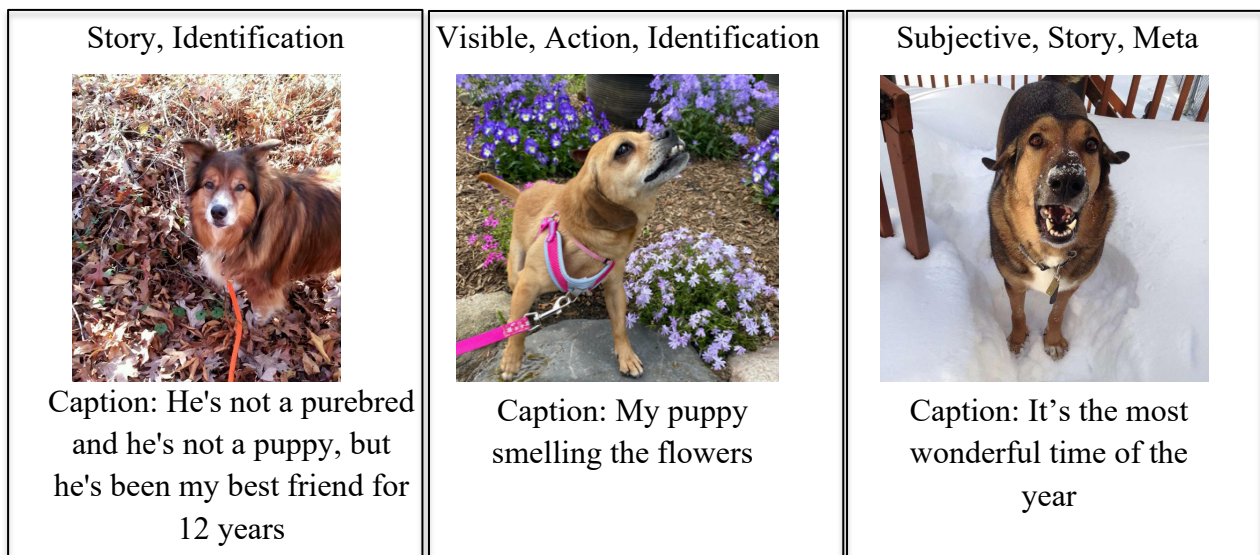 Story, Identification
Caption: He's not a purebred
and he's not a puppy, but
he's been my best friend for
12 years
Visible, Action, Identification
Caption: My puppy
smelling the flowers
Subjective, Story, Meta
Caption: It’s the most
wonderful time of the
year